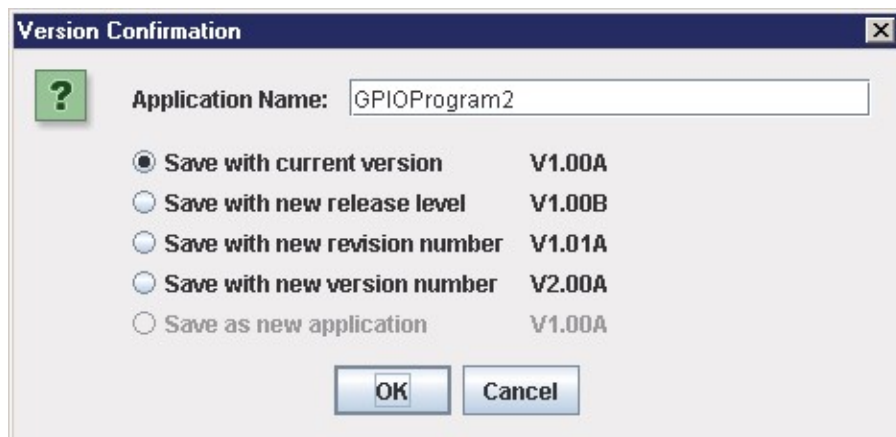 Version Confirmation
?
Application Name: GPIOProgram2
Save with current version V1.00A
Save with new release level V1.00B
Save with new revision number V1.01A
Save with new version number V2.00A
Save as new application V1.00A
OK Cancel